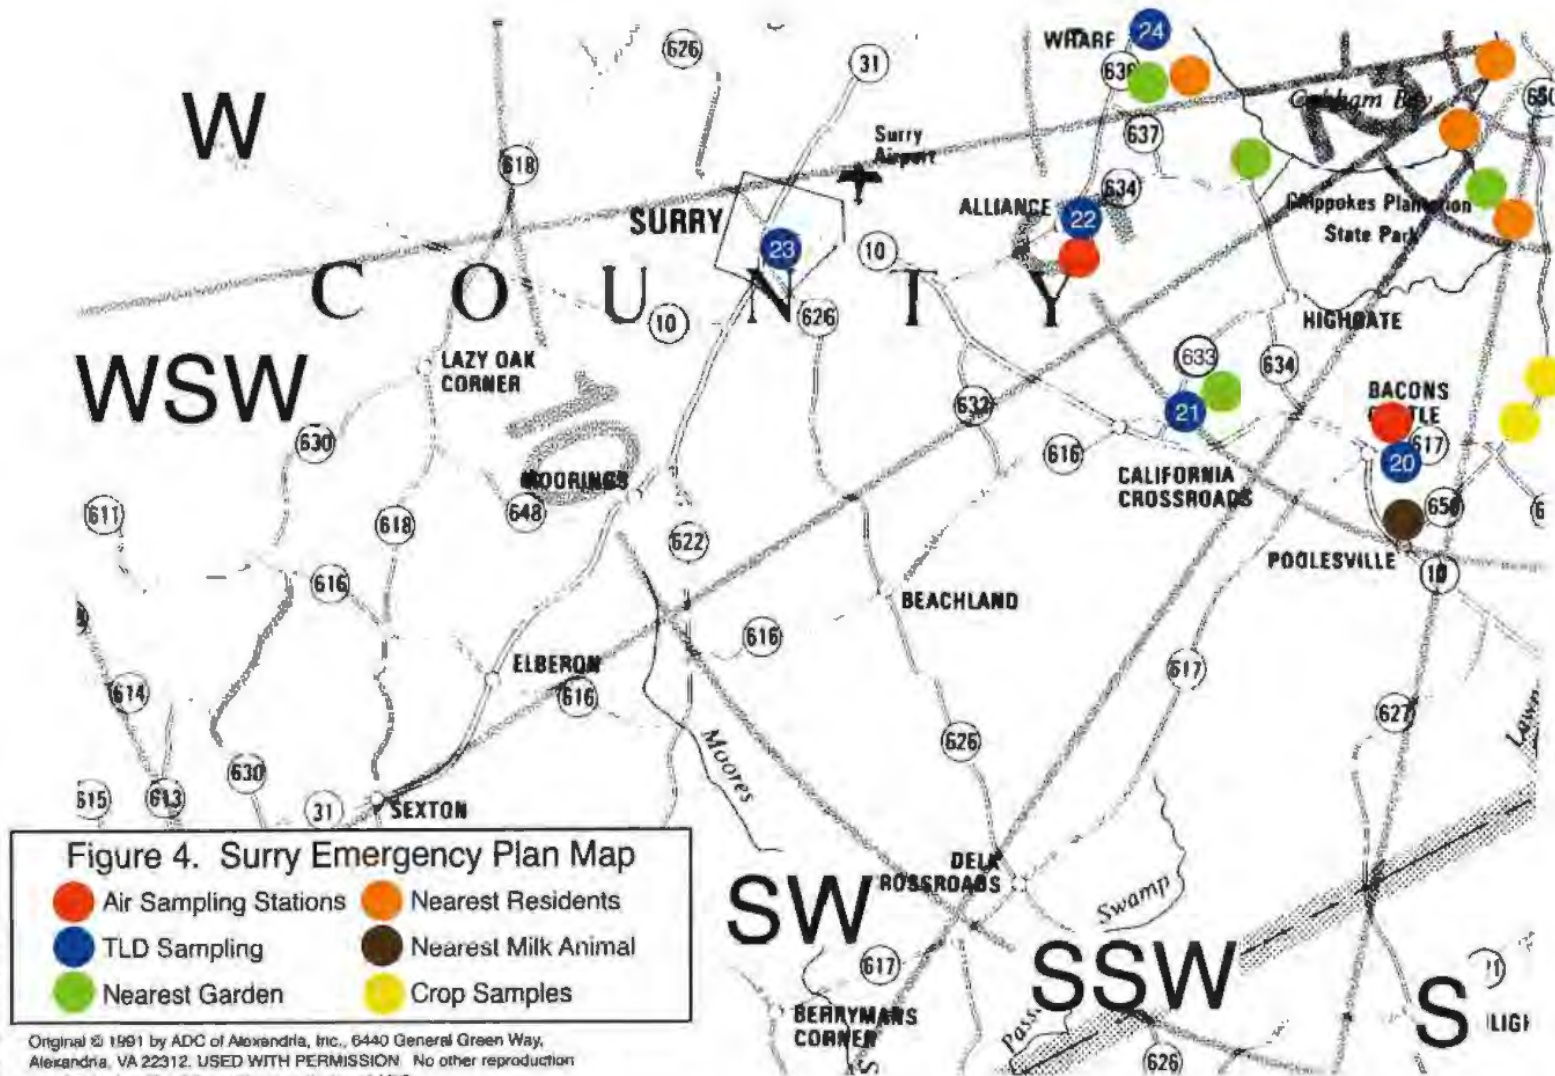 WHARF
24
626
31
636
650
W
Surry
Airport
637
618
634
ALLIANCE
22
Chippokes Plantation
State Park
SURRY
23
10
C O U N T Y
10
626
HIGHGATE
633
634
LAZY OAK
CORNER
WSW
BACONS
10
632
21
630
616
617
20
CALIFORNIA
CROSSROADS
MOORINGS
648
611
618
650
622
POOLESVILLE
10
616
BEACHLAND
616
ELBERON
616
617
614
627
Lawn
626
Moores
630
615
613
31
SEXTON
Figure 4. Surry Emergency Plan Map
Air Sampling Stations
Nearest Residents
TLD Sampling
Nearest Milk Animal
Nearest Garden
Crop Samples
SW
Swamp
SSW
617
S
BERRYMANS
CORNER
626
Original © 1991 by ADC of Alexandria, Inc., 6440 General Green Way,
Alexandria, VA 22312. USED WITH PERMISSION No other reproduction